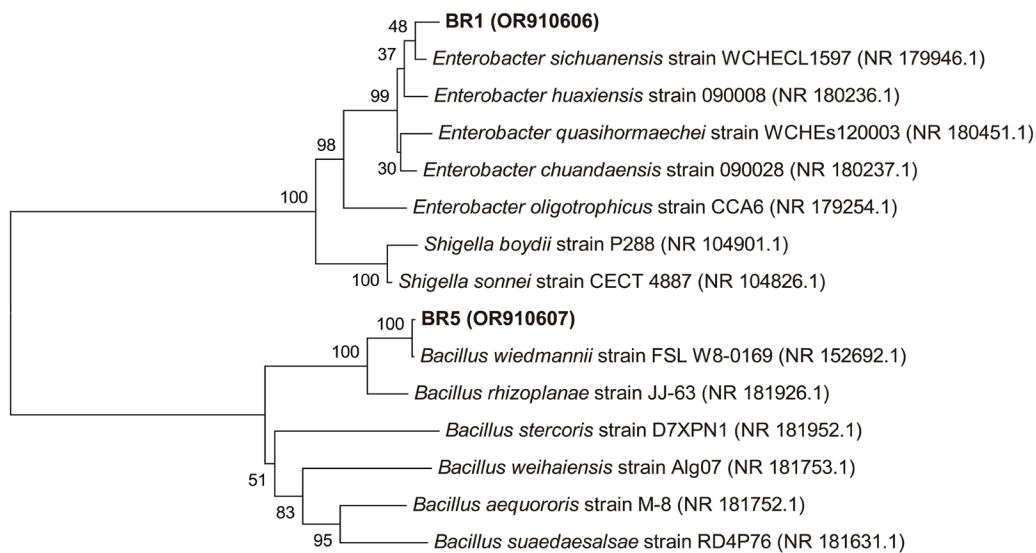 48
BR1 (OR910606)
37
Enterobacter sichuanensis strain WCHECL1597 (NR 179946.1)
99
Enterobacter huaxiensis strain 090008 (NR 180236.1)
Enterobacter quasihormaechei strain WCHEs120003 (NR 180451.1)
98
30
Enterobacter chuandaensis strain 090028 (NR 180237.1)
100
Enterobacter oligotrophicus strain CCA6 (NR 179254.1)
Shigella boydii strain P288 (NR 104901.1)
100
Shigella sonnei strain CECT 4887 (NR 104826.1)
100
BR5 (OR910607)
100
Bacillus wiedmannii strain FSL W8-0169 (NR 152692.1)
Bacillus rhizoplanae strain JJ-63 (NR 181926.1)
Bacillus stercoris strain D7XPN1 (NR 181952.1)
51
Bacillus weihaiensis strain Alg07 (NR 181753.1)
83
Bacillus aequororis strain M-8 (NR 181752.1)
95
Bacillus suaedaesalsae strain RD4P76 (NR 181631.1)